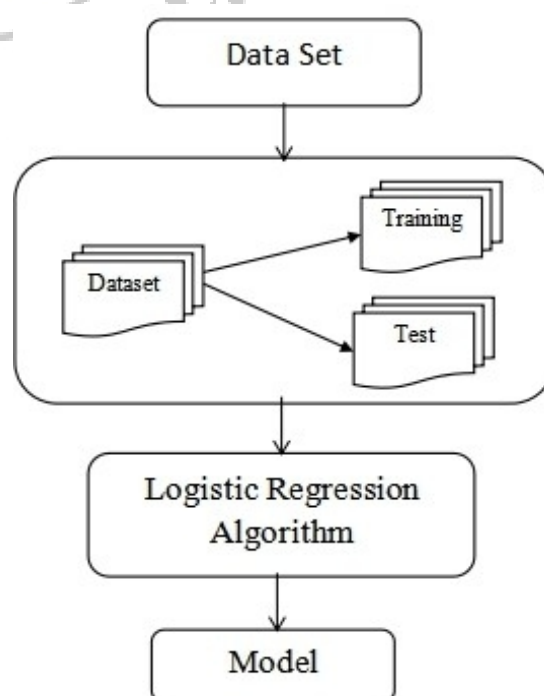 Data Set
Training
Dataset
Test
Logistic Regression
Algorithm
Model